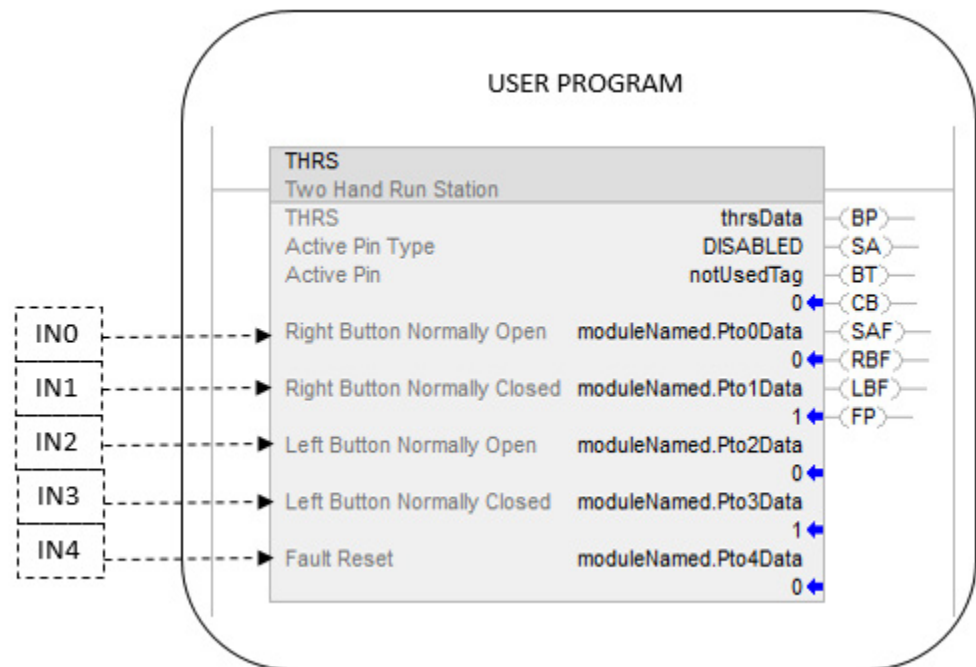 USER PROGRAM
THRS
Two Hand Run Station
THRS thrsData (BP)
Active Pin Type DISABLED (SA)
Active Pin notUsedTag (BT)
0 (CB)
IN0 Right Button Normally Open moduleNamed.Pto0Data (SAF)
0 (RBF)
IN1 Right Button Normally Closed moduleNamed.Pto1Data (LBF)
1 (FP)
IN2 Left Button Normally Open moduleNamed.Pto2Data
0
IN3 Left Button Normally Closed moduleNamed.Pto3Data
1
IN4 Fault Reset moduleNamed.Pto4Data
0